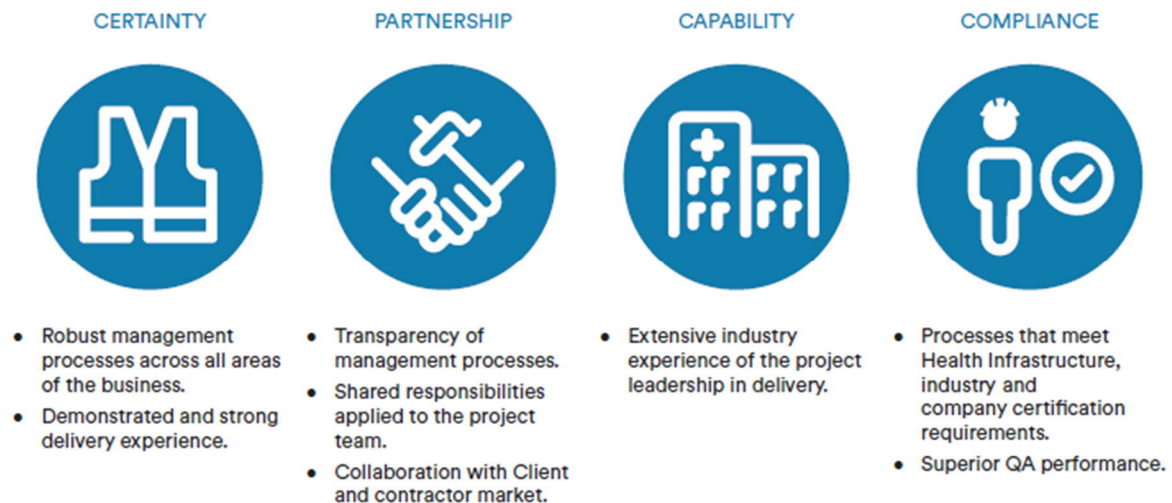 CERTAINTY
• Robust management
processes across all areas
of the business.
• Demonstrated and strong
delivery experience.
PARTNERSHIP
• Transparency of
management processes.
• Shared responsibilities
applied to the project
team.
• Collaboration with Client
and contractor market.
CAPABILITY
• Extensive industry
experience of the project
leadership in delivery.
COMPLIANCE
• Processes that meet
Health Infrastructure,
industry and
company certification
requirements.
• Superior QA performance.